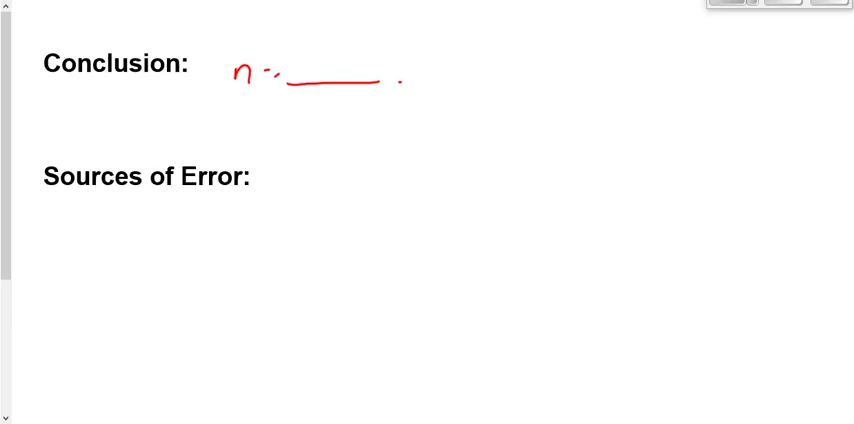 Conclusion: n = ______ .
Sources of Error: